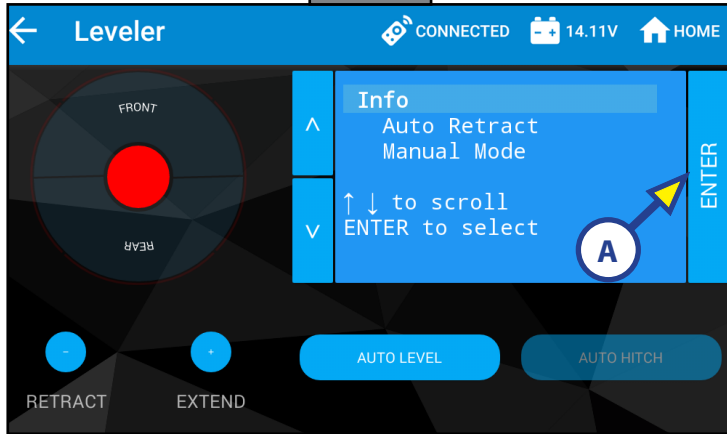 Leveler
CONNECTED
14.11V
HOME
FRONT
REAR
Info
Auto Retract
Manual Mode
↑ ↓ to scroll
ENTER to select
ENTER
A
AUTO LEVEL
AUTO HITCH
RETRACT
EXTEND